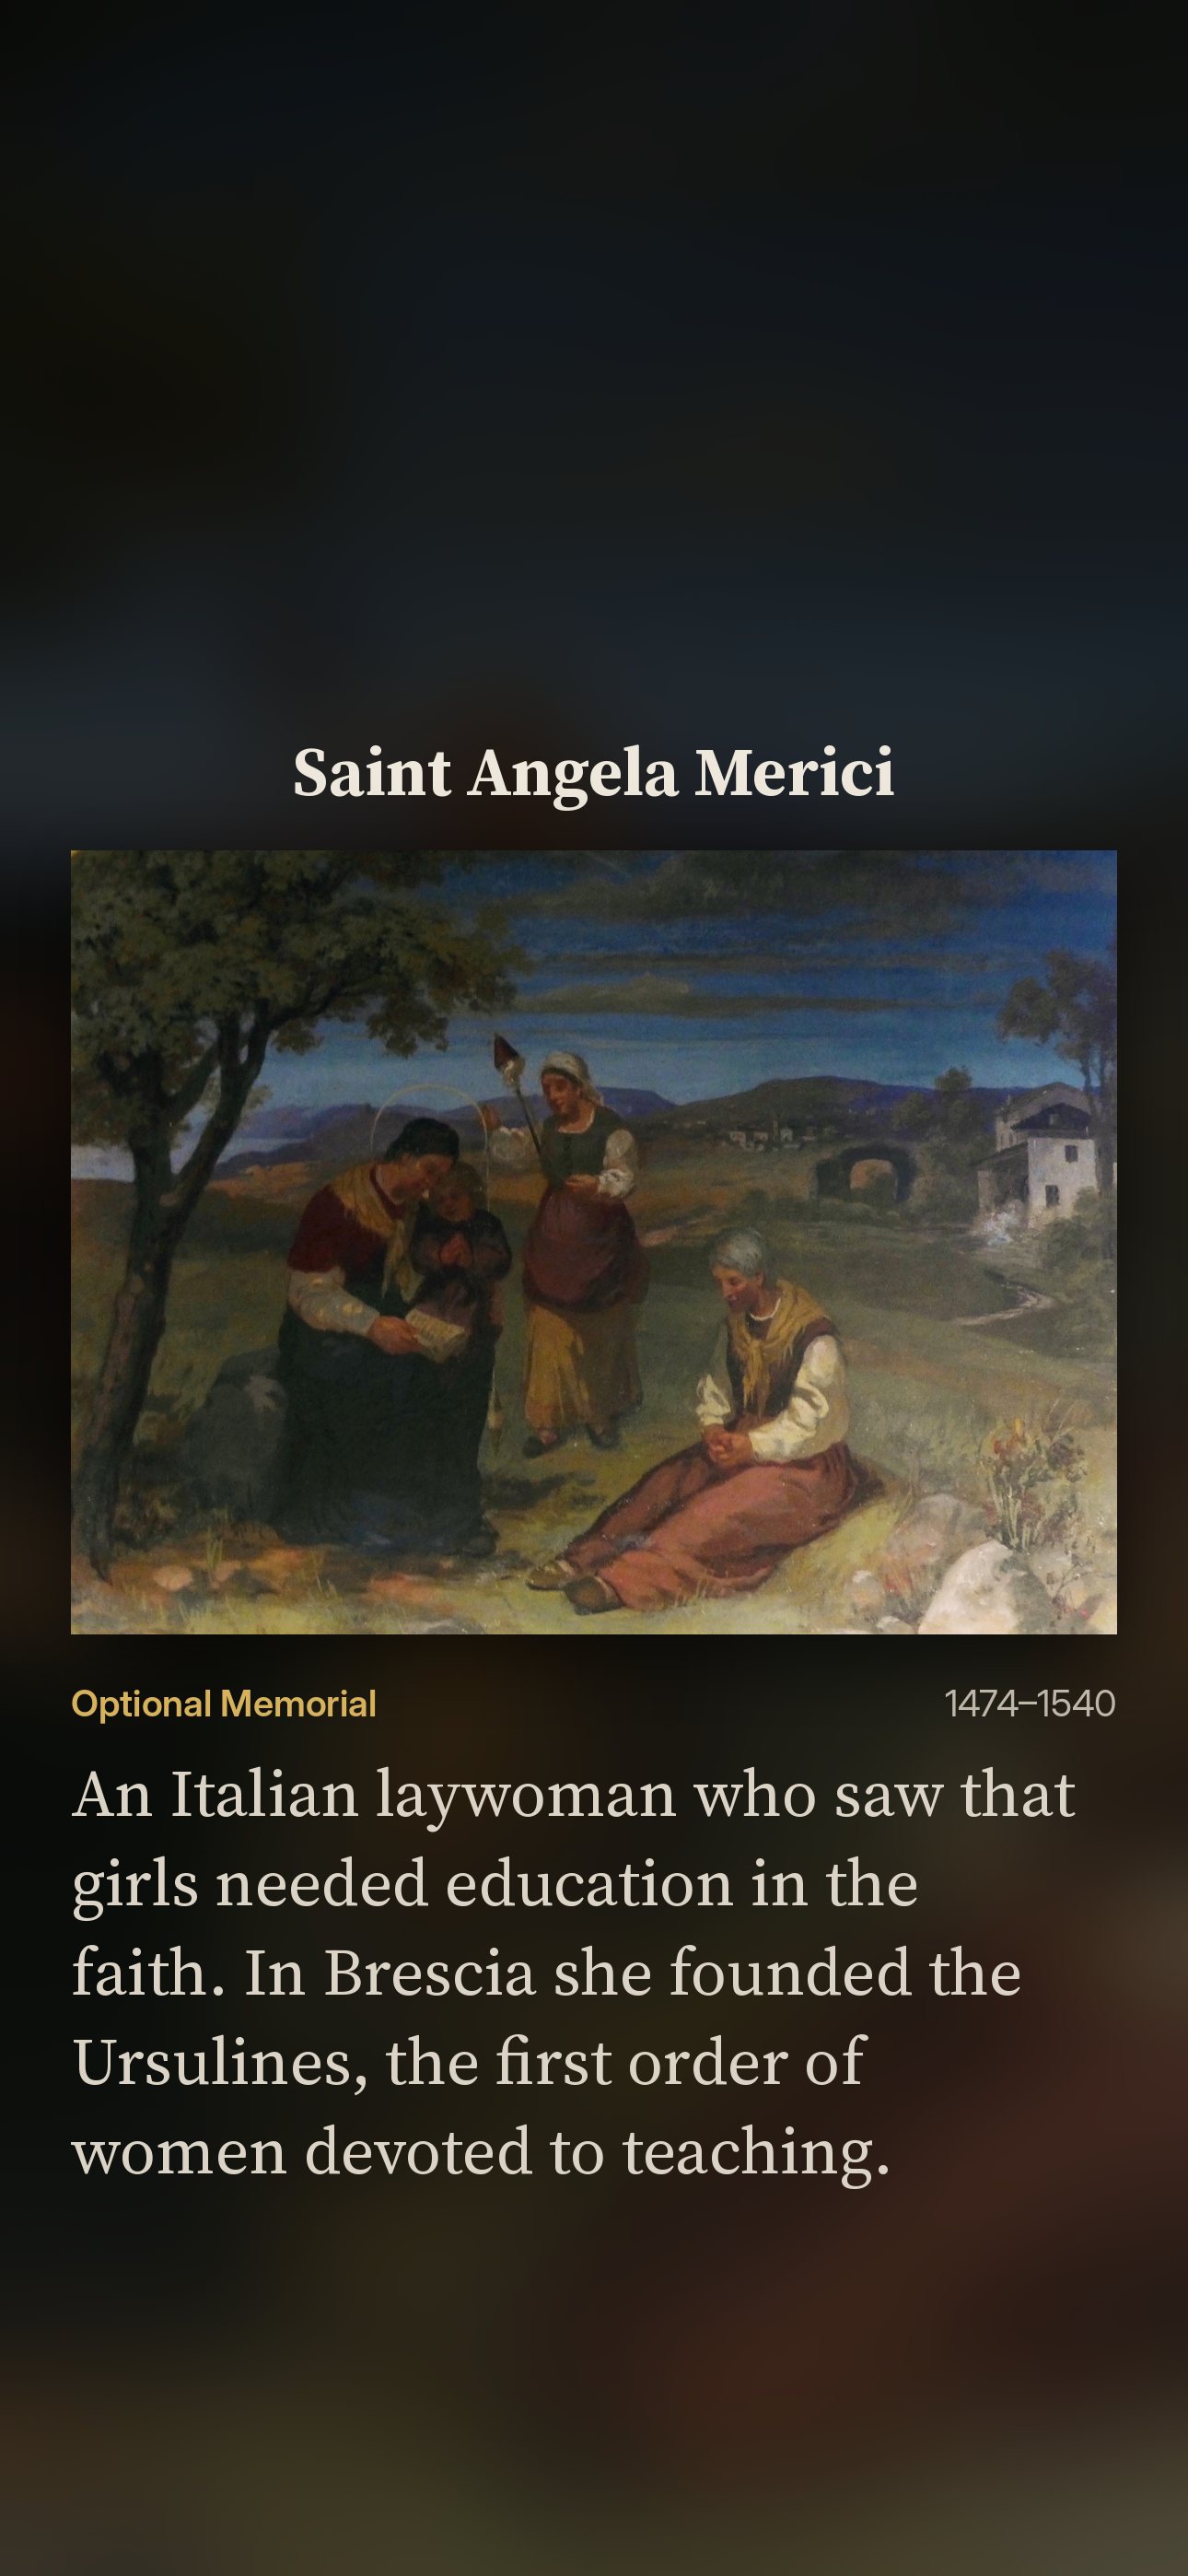 Saint Angela Merici
Optional Memorial
1474–1540
An Italian laywoman who saw that
girls needed education in the
faith. In Brescia she founded the
Ursulines, the first order of
women devoted to teaching.